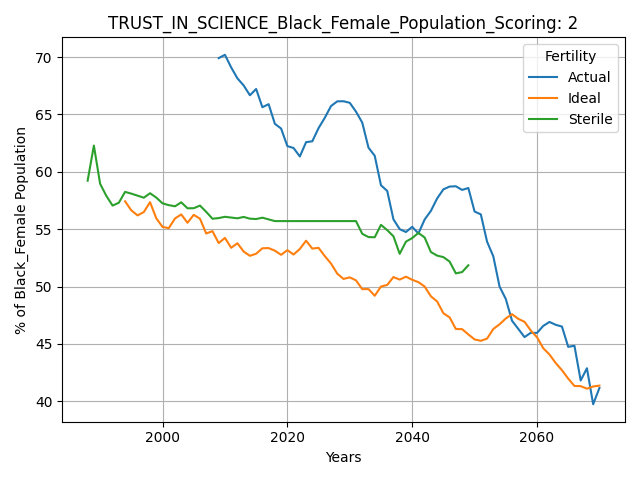 TRUST_IN_SCIENCE_Black_Female_Population_Scoring: 2
Fertility
Actual
Ideal
Sterile
% of Black_Female Population
70
65
60
55
50
45
40
2000
2020
2040
2060
Years